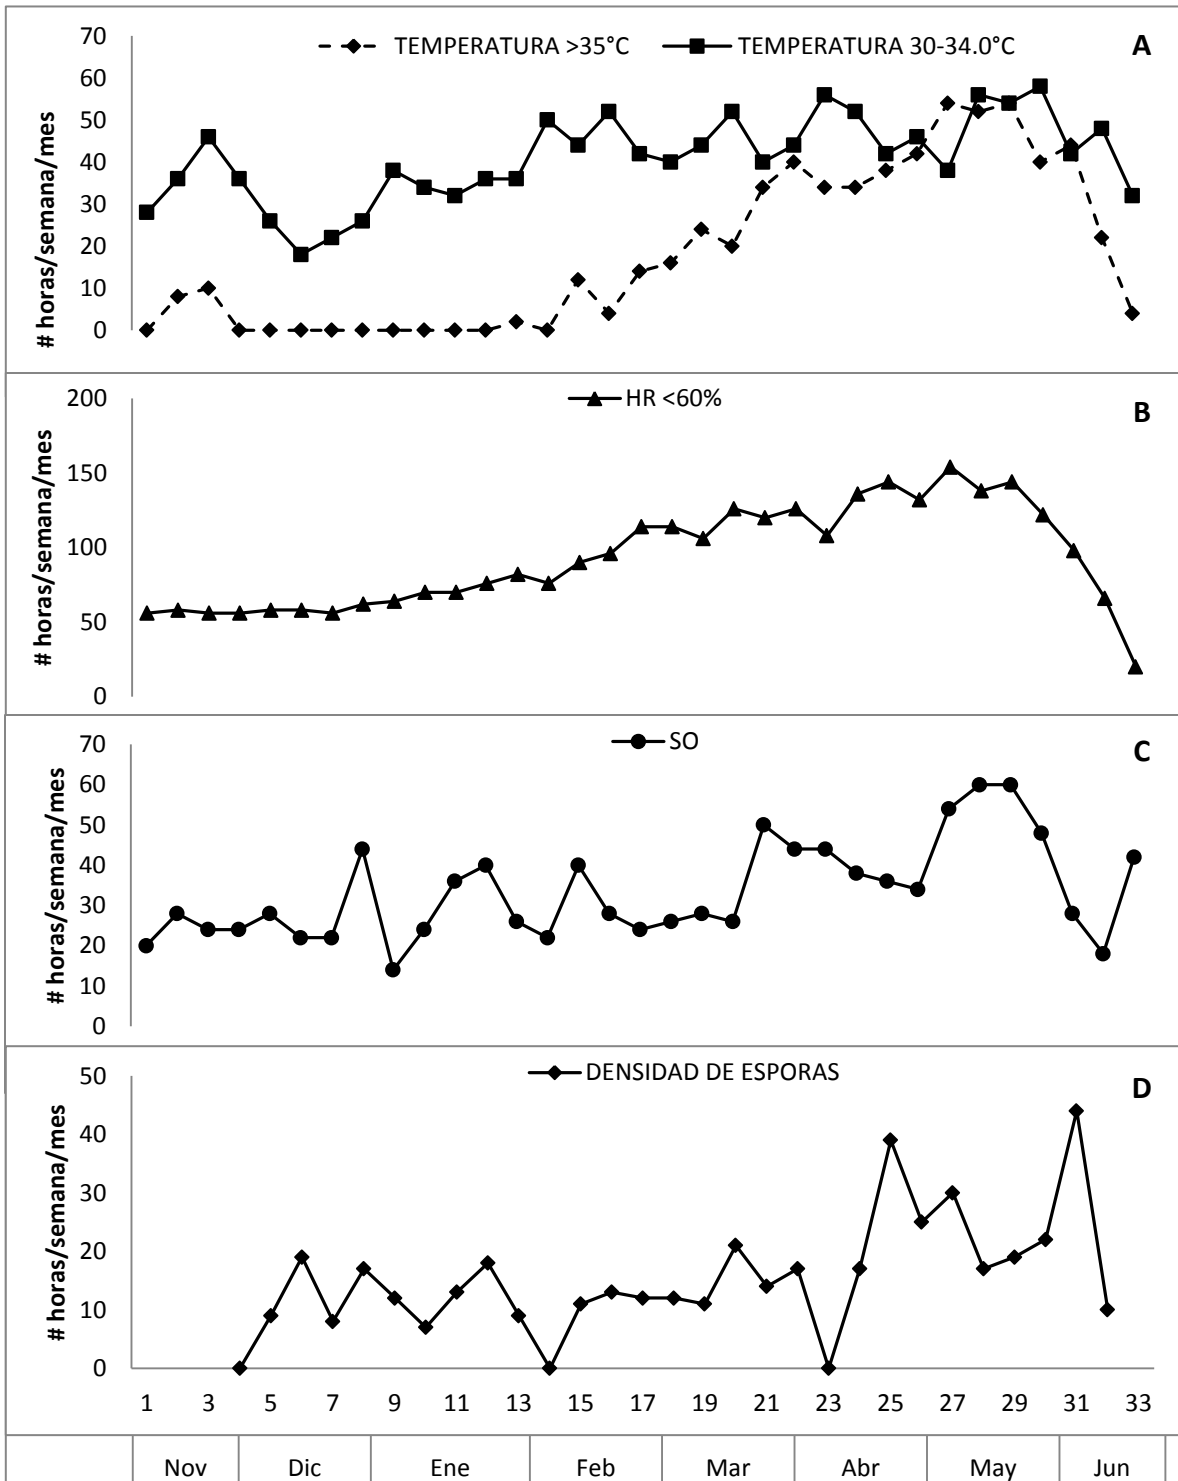 TEMPERATURA >35°C
TEMPERATURA 30-34.0°C
A
# horas/semana/mes
70
60
50
40
30
20
10
0
HR <60%
B
# horas/semana/mes
200
150
100
50
0
SO
C
# horas/semana/mes
70
60
50
40
30
20
10
0
DENSIDAD DE ESPORAS
D
# horas/semana/mes
50
40
30
20
10
0
1 3 5 7 9 11 13 15 17 19 21 23 25 27 29 31 33
Nov Dic Ene Feb Mar Abr May Jun